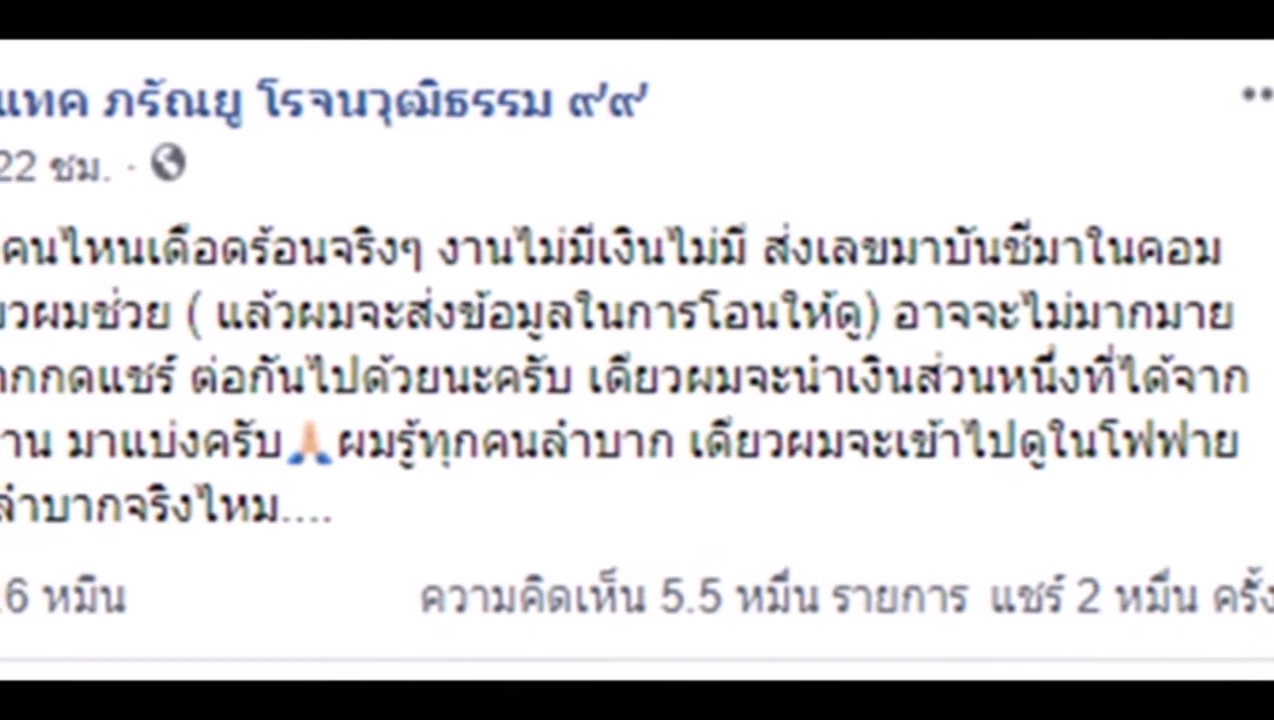 แทค ภรัณยู โรจนวุฒิธรรม ๙๙
22 ชม. ·
คนไหนเดือดร้อนจริงๆ งานไม่มีเงินไม่มี ส่งเลขมาบันชีมาในคอม
ยวผมช่วย ( แล้วผมจะส่งข้อมูลในการโอนให้ดู) อาจจะไม่มากมาย
ากกดแชร์ ต่อกันไปด้วยนะครับ เดียวผมจะนำเงินส่วนหนึ่งที่ได้จาก
าน มาแบ่งครับ🙏ผมรู้ทุกคนลำบาก เดียวผมจะเข้าไปดูในโฟฟาย
ลำบากจริงไหม....
.6 หมื่น ความคิดเห็น 5.5 หมื่น รายการ แชร์ 2 หมื่น ครั้ง